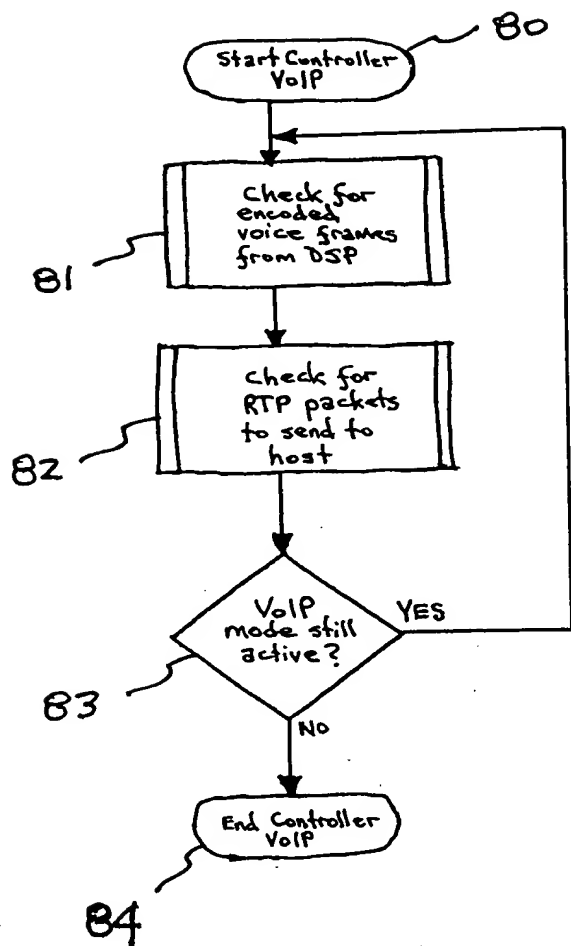 80
Start Controller
VoIP
Check for
encoded
voice frames
from DSP
81
Check for
RTP packets
to send to
host
82
VoIP
mode still
active?
YES
83
NO
End Controller
VoIP
84